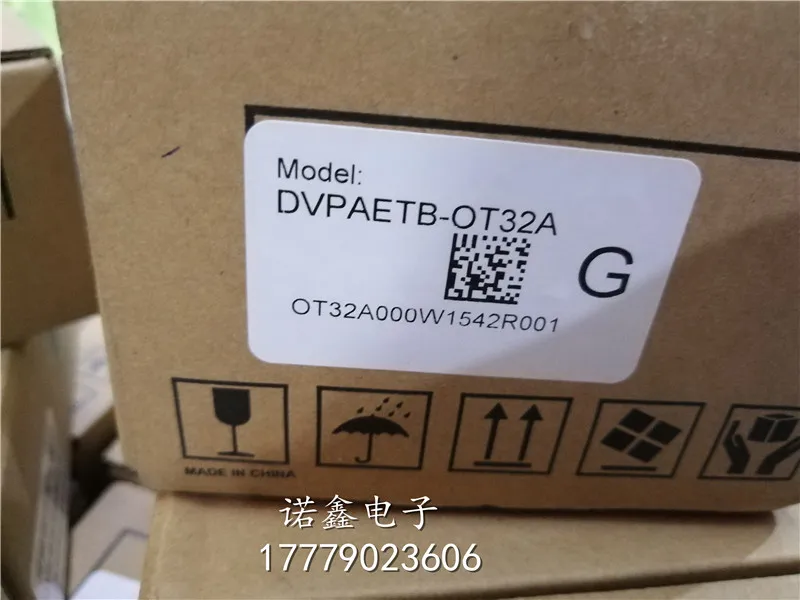 Model:
DVPAETB-OT32A
G
OT32A000W1542R001
MADE IN CHINA
诺鑫电子
17779023606